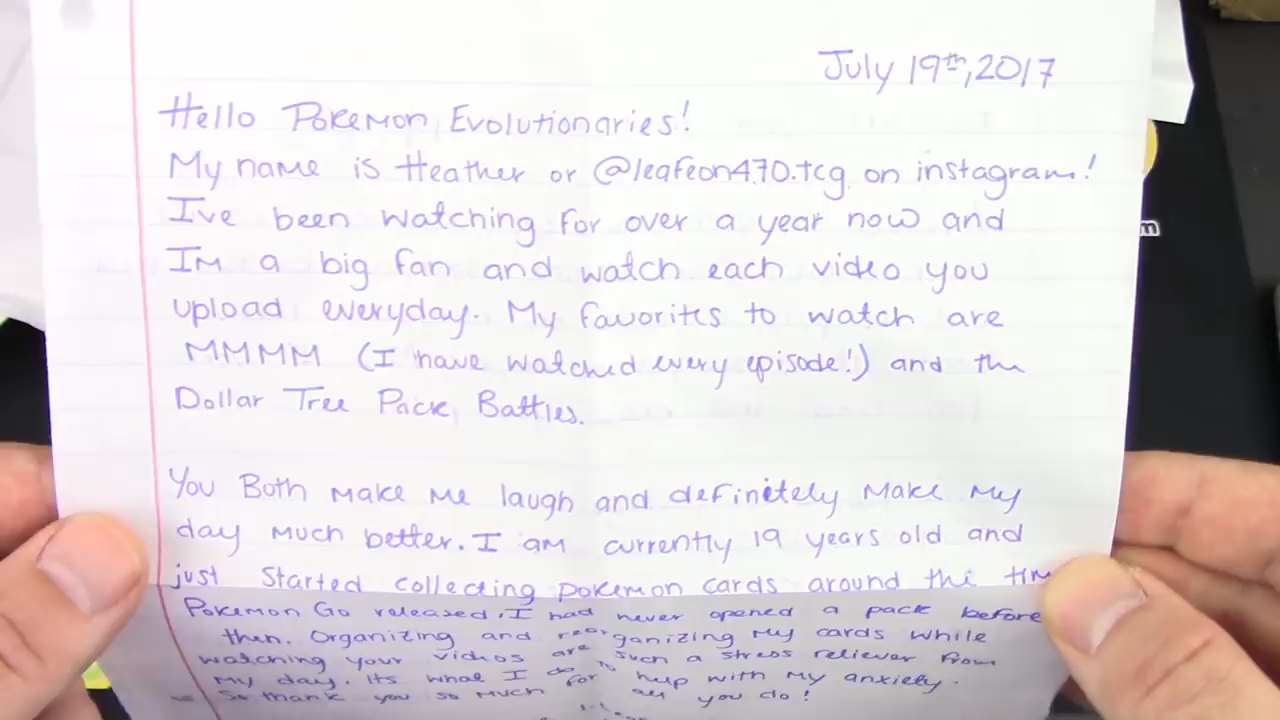 July 19th, 2017
Hello Pokemon Evolutionaries!
My name is Heather or @leafeon470.tcg on instagram!
I've been watching for over a year now and
I'm a big fan and watch each video you
upload everyday. My favorites to watch are
MMMM (I have watched every episode!) and the
Dollar Tree Pack Battles.
You Both make me laugh and definitely make my
day much better. I am currently 19 years old and
just started collecting pokemon cards around the time
Pokemon Go released. I had never opened a pack before
then. Organizing and reorganizing my cards while
watching your videos are such a stress reliever from
my day. its what I do to help with my anxiety.
So thank you so much for all you do!
m